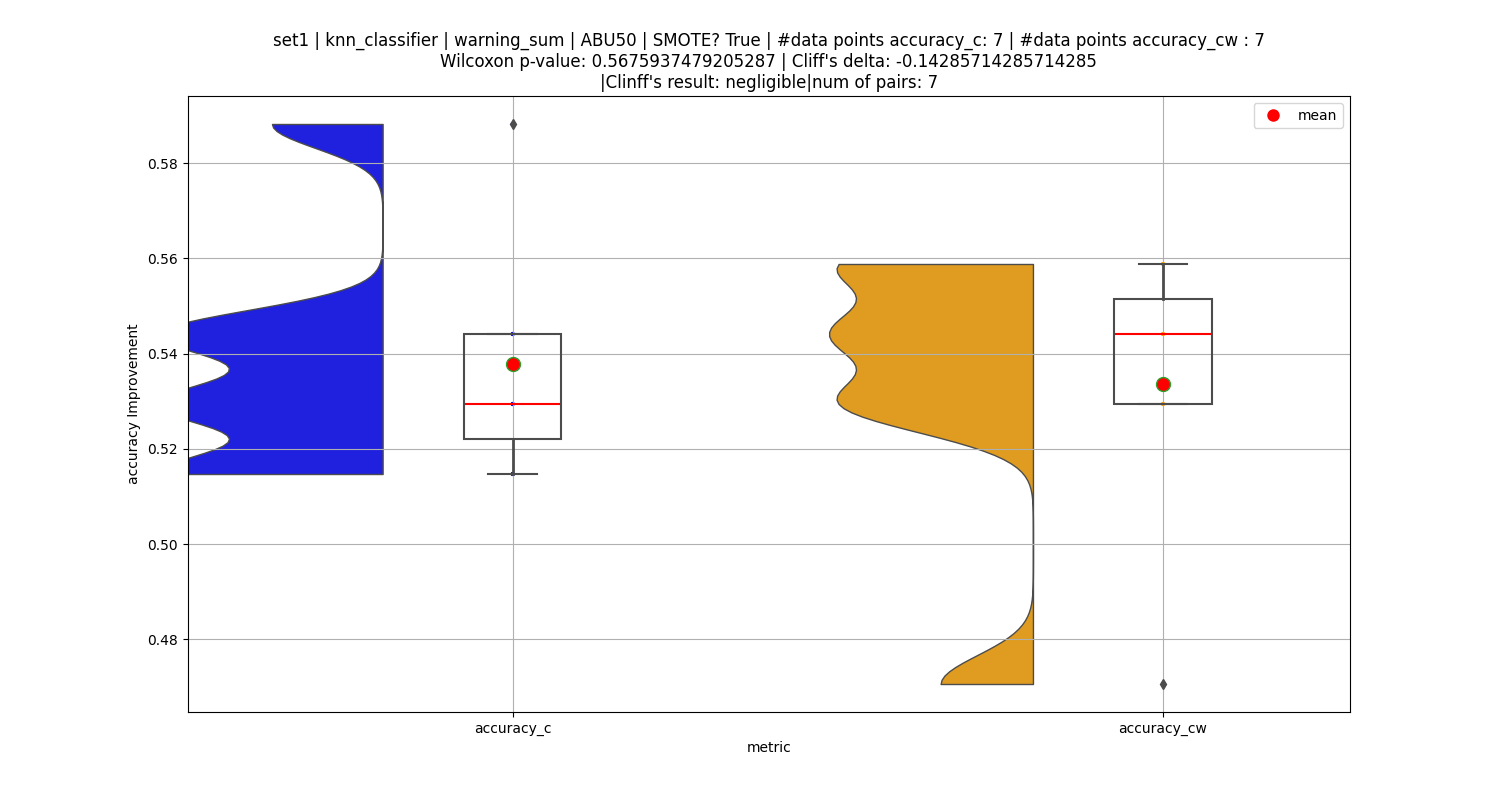 set1 | knn_classifier | warning_sum | ABU50 | SMOTE? True | #data points accuracy_c: 7 | #data points accuracy_cw : 7
Wilcoxon p-value: 0.5675937479205287 | Cliff's delta: -0.14285714285714285
|Clinff's result: negligible|num of pairs: 7
mean
0.58
0.56
0.54
0.52
0.50
0.48
accuracy Improvement
accuracy_c
accuracy_cw
metric